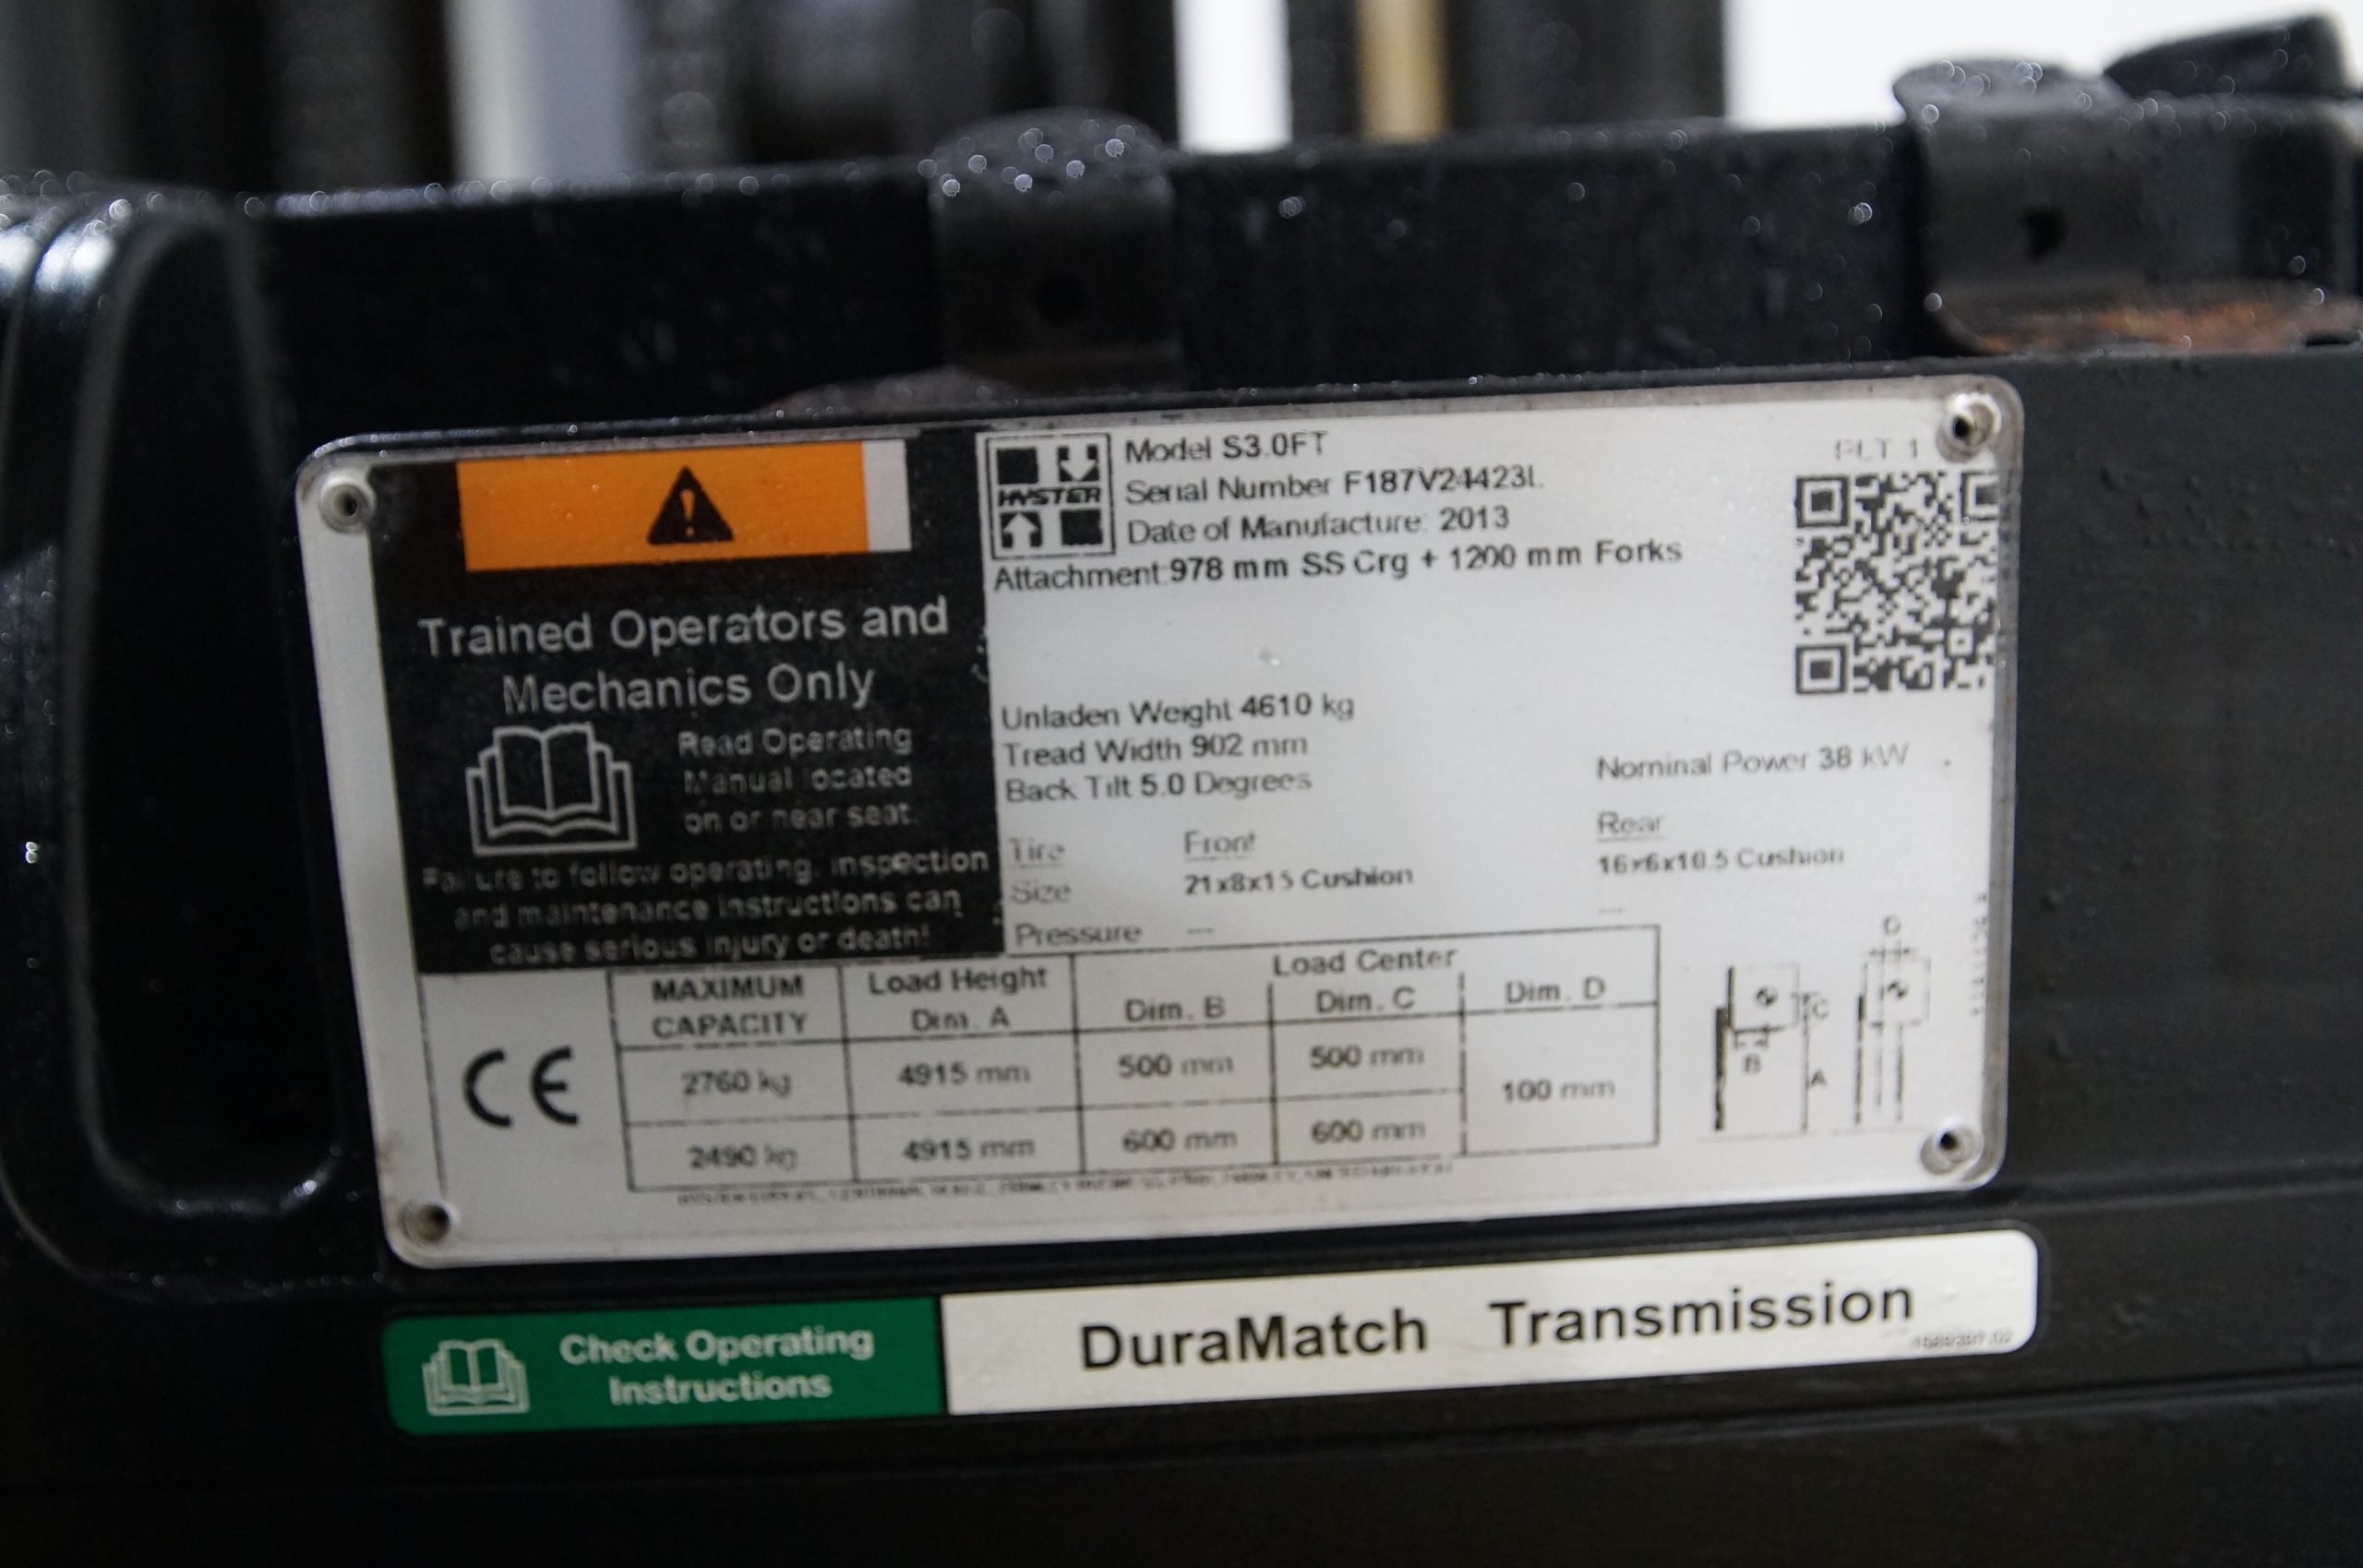 Trained Operators and
Mechanics Only
Read Operating
Manual located
on or near seat.
Failure to follow operating, inspection
and maintenance instructions can
cause serious injury or death!
HYSTER
Model S3.0FT
Serial Number F187V24423L
Date of Manufacture: 2013
Attachment:978 mm SS Crg + 1200 mm Forks
PLT 1
Unladen Weight 4610 kg
Tread Width 902 mm
Back Tilt 5.0 Degrees
Nominal Power 38 kW
Tire Front Rear
Size 21x8x15 Cushion 16x6x10.5 Cushion
Pressure --- ---
MAXIMUM CAPACITY Load Height Dim. A Load Center Dim. B Dim. C Dim. D
2760 kg 4915 mm 500 mm 500 mm 100 mm
2490 kg 4915 mm 600 mm 600 mm
CE
B C A D
Check Operating
Instructions
DuraMatch Transmission